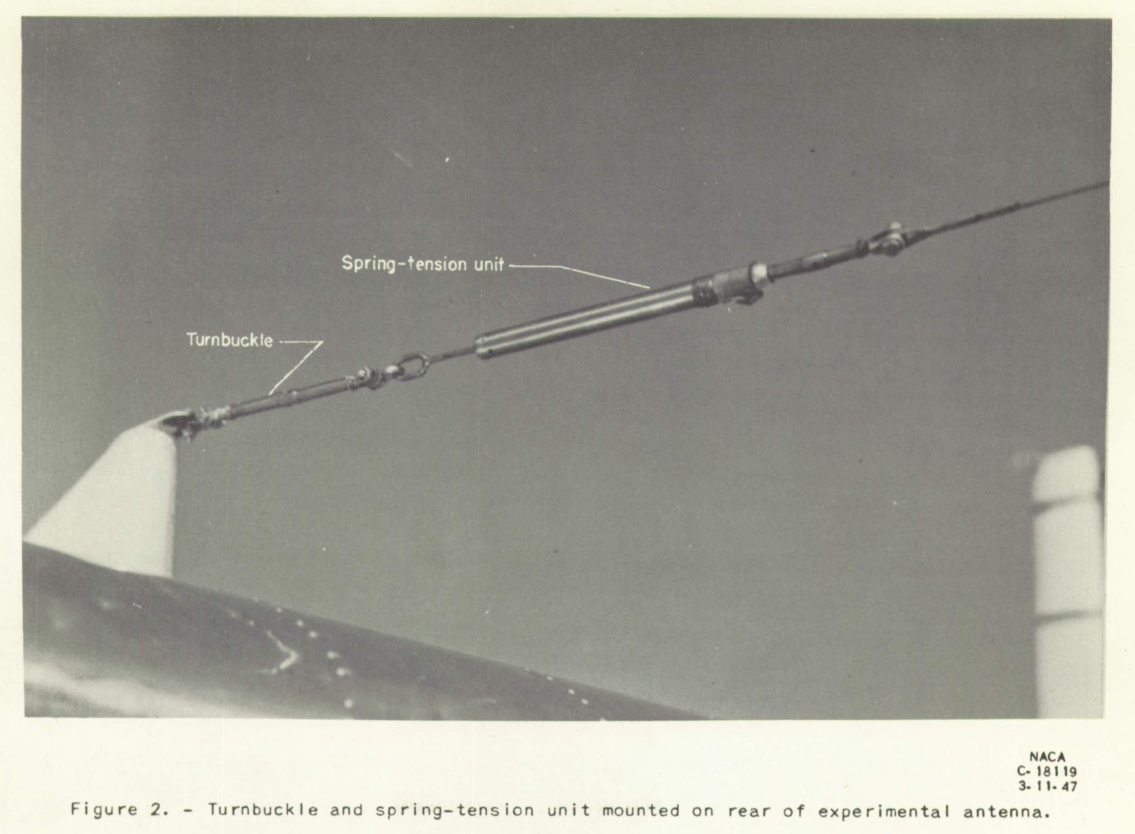 Spring-tension unit
Turnbuckle
NACA
C-18119
3-11-47
Figure 2. - Turnbuckle and spring-tension unit mounted on rear of experimental antenna.